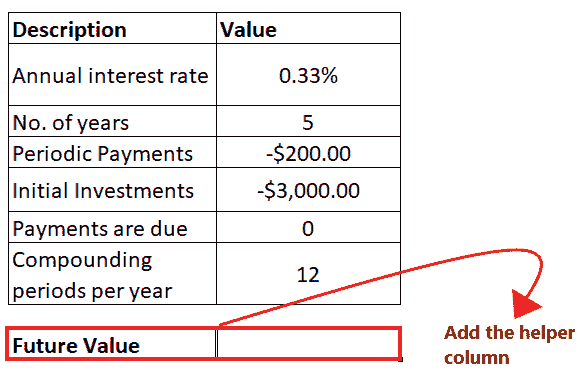 Description Value
Annual interest rate 0.33%
No. of years 5
Periodic Payments -$200.00
Initial Investments -$3,000.00
Payments are due 0
Compounding
periods per year 12
Future Value
Add the helper
column